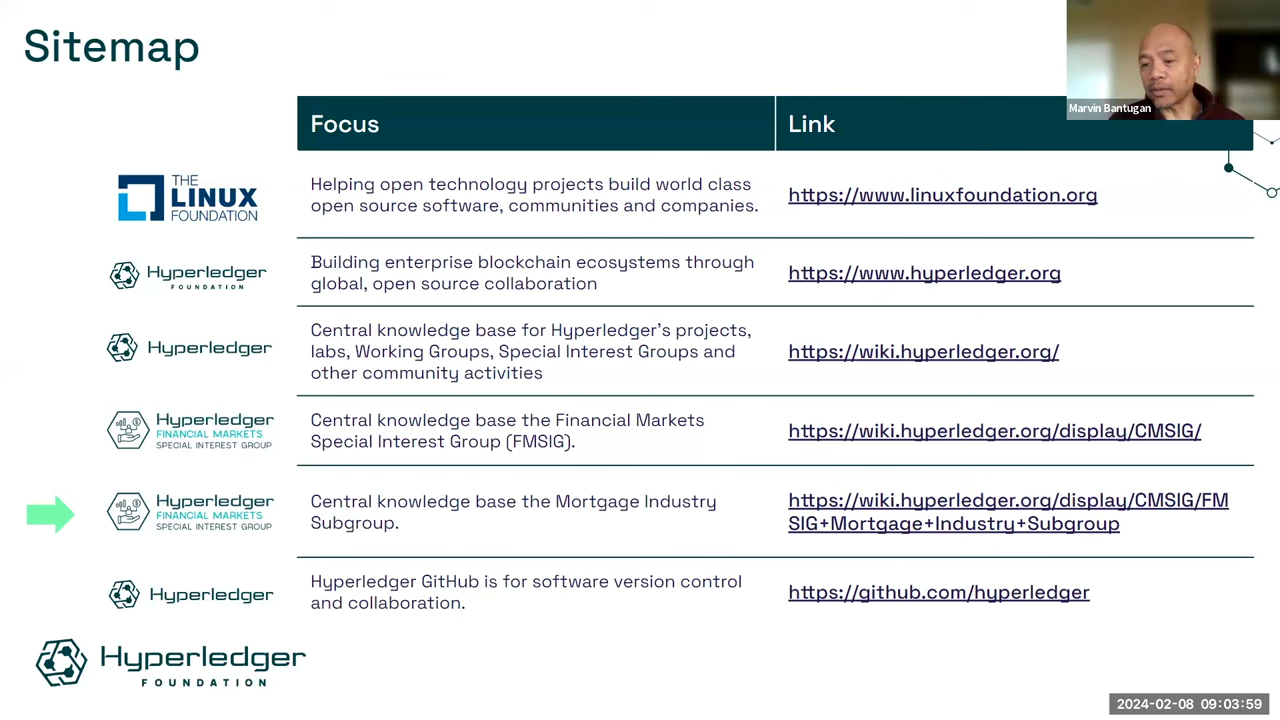 Sitemap
Marvin Bantugan
Focus
Link
THE
LINUX
FOUNDATION
Helping open technology projects build world class
open source software, communities and companies.
https://www.linuxfoundation.org
Hyperledger
FOUNDATION
Building enterprise blockchain ecosystems through
global, open source collaboration
https://www.hyperledger.org
Hyperledger
Central knowledge base for Hyperledger's projects,
labs, Working Groups, Special Interest Groups and
other community activities
https://wiki.hyperledger.org/
Hyperledger
FINANCIAL MARKETS
SPECIAL INTEREST GROUP
Central knowledge base the Financial Markets
Special Interest Group (FMSIG).
https://wiki.hyperledger.org/display/CMSIG/
Hyperledger
FINANCIAL MARKETS
SPECIAL INTEREST GROUP
Central knowledge base the Mortgage Industry
Subgroup.
https://wiki.hyperledger.org/display/CMSIG/FM
SIG+Mortgage+Industry+Subgroup
Hyperledger
Hyperledger GitHub is for software version control
and collaboration.
https://github.com/hyperledger
Hyperledger
FOUNDATION
2024-02-08 09:03:59